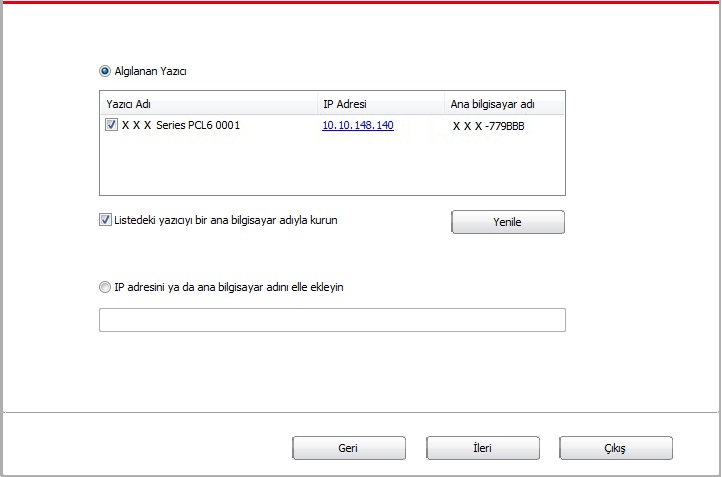 Algılanan Yazıcı
Yazıcı Adı IP Adresi Ana bilgisayar adı
X X X Series PCL6 0001 10.10.148.140 X X X -779BBB
Listedeki yazıcıyı bir ana bilgisayar adıyla kurun Yenile
IP adresini ya da ana bilgisayar adını elle ekleyin
Geri İleri Çıkış